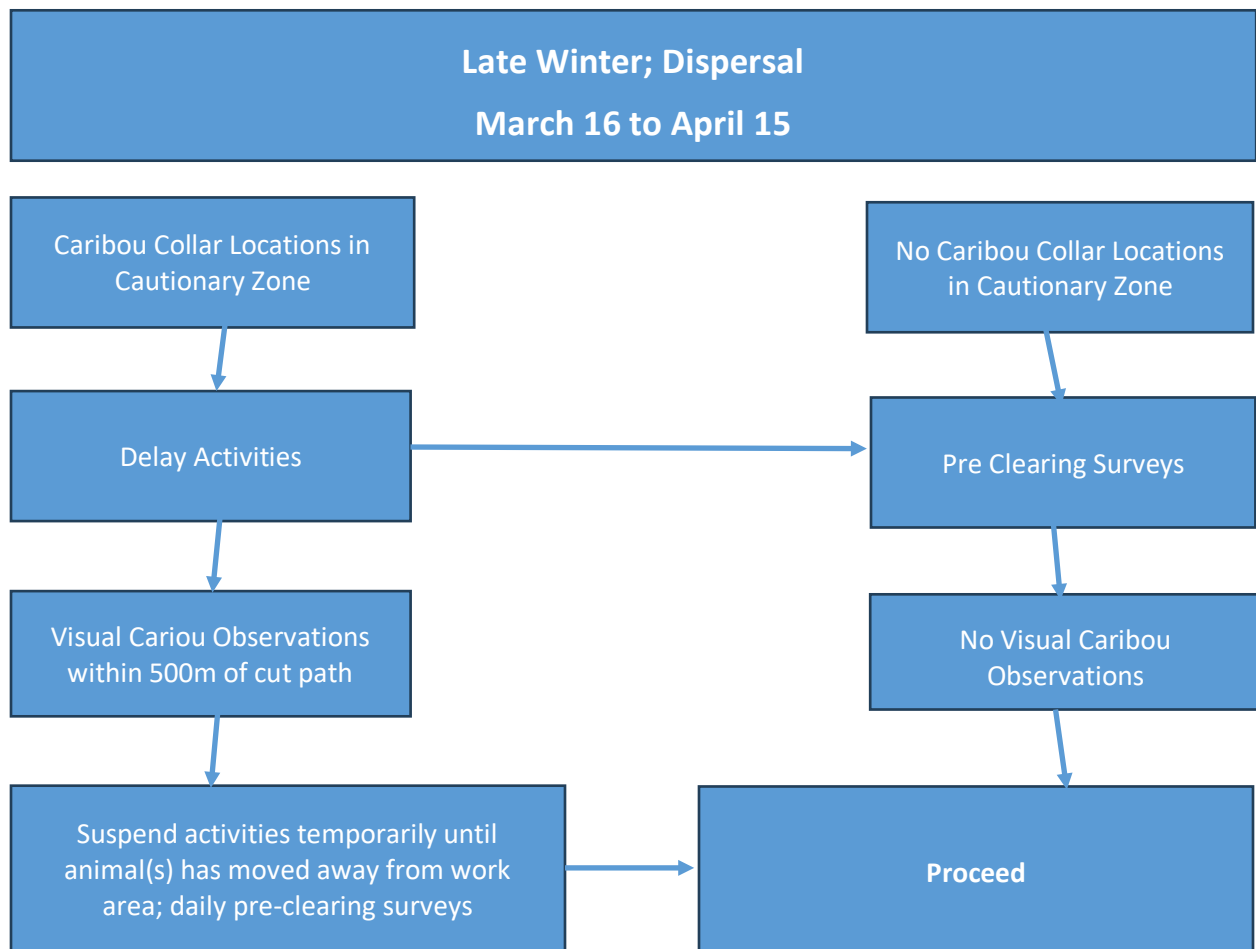 Late Winter; Dispersal
March 16 to April 15
Caribou Collar Locations in
Cautionary Zone
No Caribou Collar Locations
in Cautionary Zone
Delay Activities
Pre Clearing Surveys
Visual Cariou Observations
within 500m of cut path
No Visual Caribou
Observations
Suspend activities temporarily until
animal(s) has moved away from work
area; daily pre-clearing surveys
Proceed